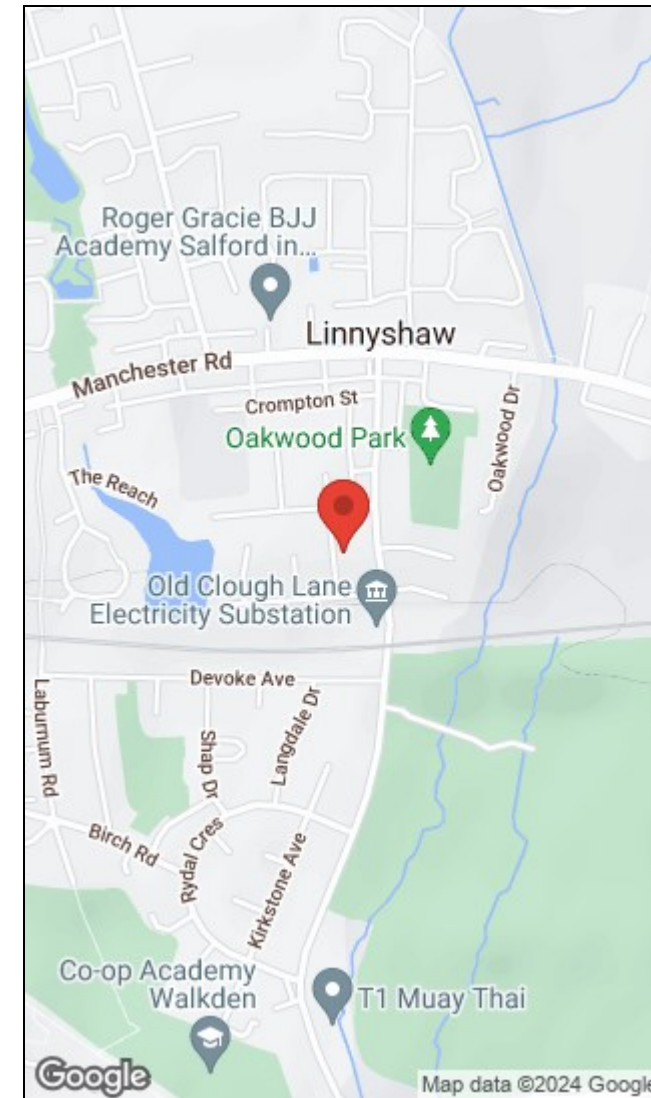 Roger Gracie BJJ
Academy Salford in...
Linnyshaw
Manchester Rd
Crompton St
Oakwood Park
Oakwood Dr
The Reach
Old Clough Lane
Electricity Substation
Devoke Ave
Laburnum Rd
Shap Dr
Langdale Dr
Birch Rd
Rydal Cres
Kirkstone Ave
Co-op Academy
Walkden
T1 Muay Thai
Google
Map data ©2024 Google